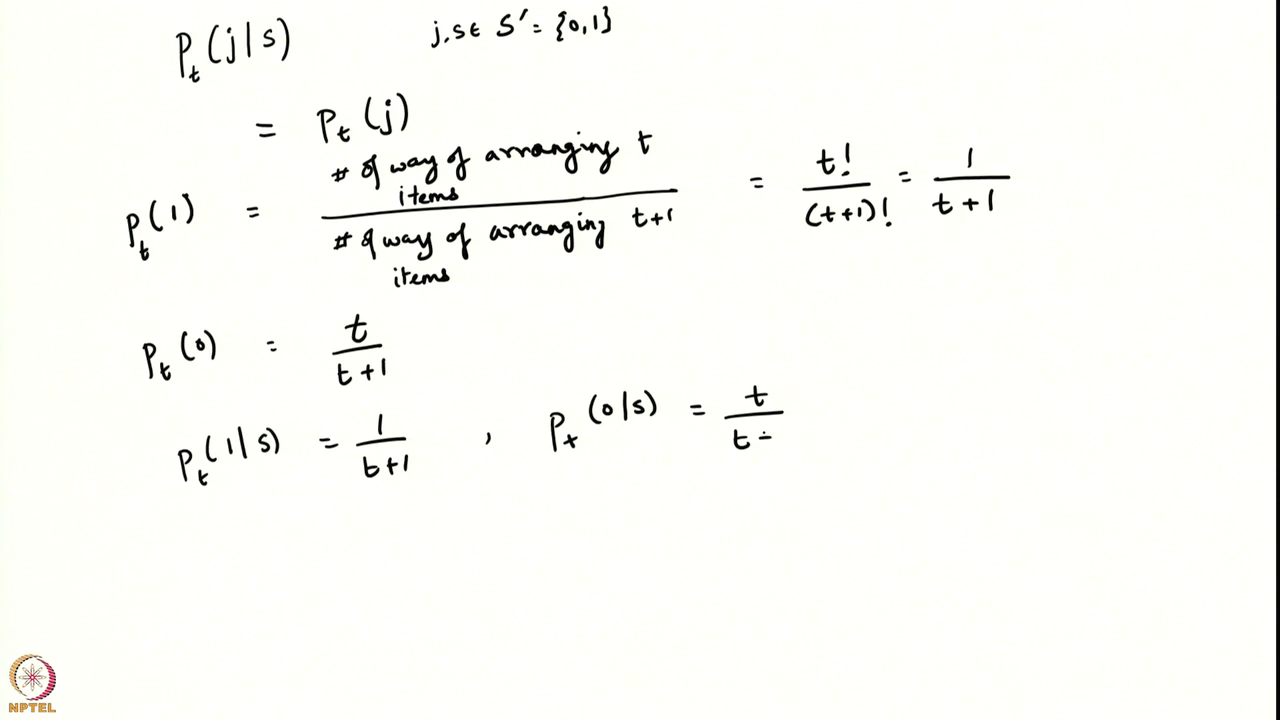 P_t(j|s) j,s ∈ S' = {0,1}
= P_t(j)
P_t(1) = # of way of arranging t items / # of way of arranging t+1 items = t!/(t+1)! = 1/(t+1)
P_t(0) = t/(t+1)
P_t(1|s) = 1/(t+1) , P_t(0|s) = t/(t -
NPTEL